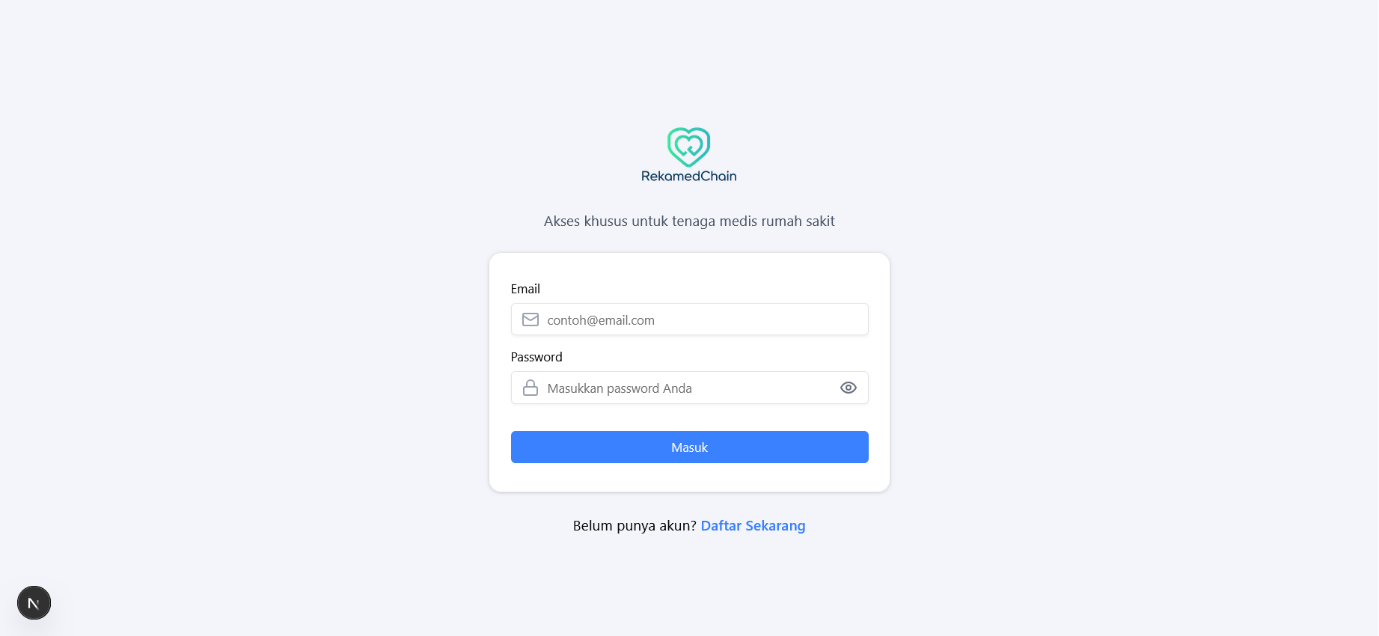 RekamedChain
Akses khusus untuk tenaga medis rumah sakit
Email
contoh@email.com
Password
Masukkan password Anda
Masuk
Belum punya akun? Daftar Sekarang
N